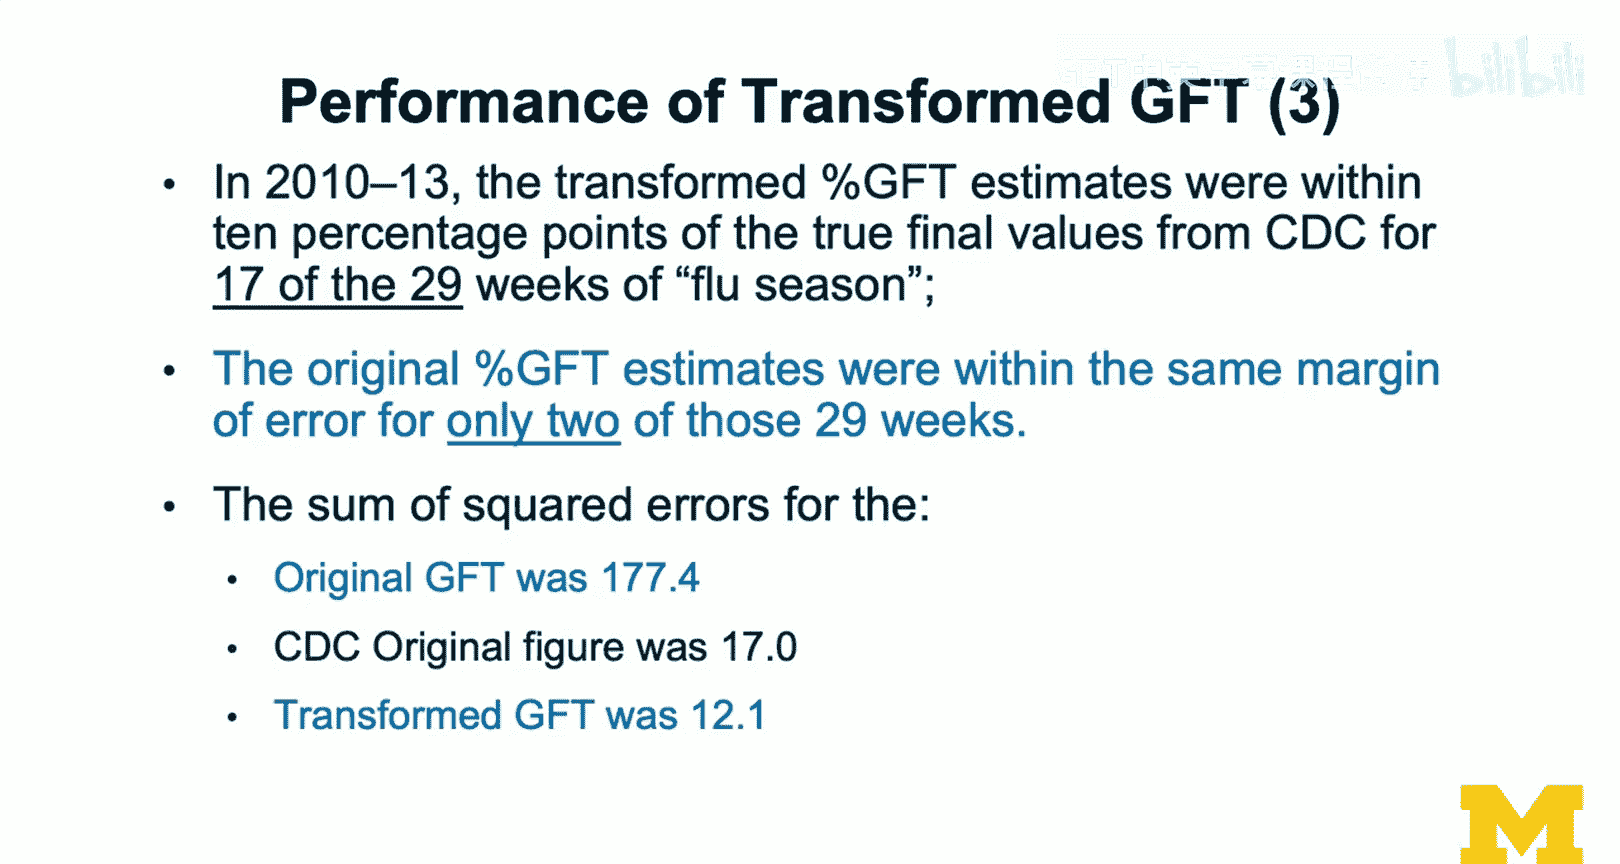 Performance of Transformed GFT (3)
• In 2010–13, the transformed %GFT estimates were within
ten percentage points of the true final values from CDC for
17 of the 29 weeks of “flu season”;
• The original %GFT estimates were within the same margin
of error for only two of those 29 weeks.
• The sum of squared errors for the:
• Original GFT was 177.4
• CDC Original figure was 17.0
• Transformed GFT was 12.1
bilibili
M